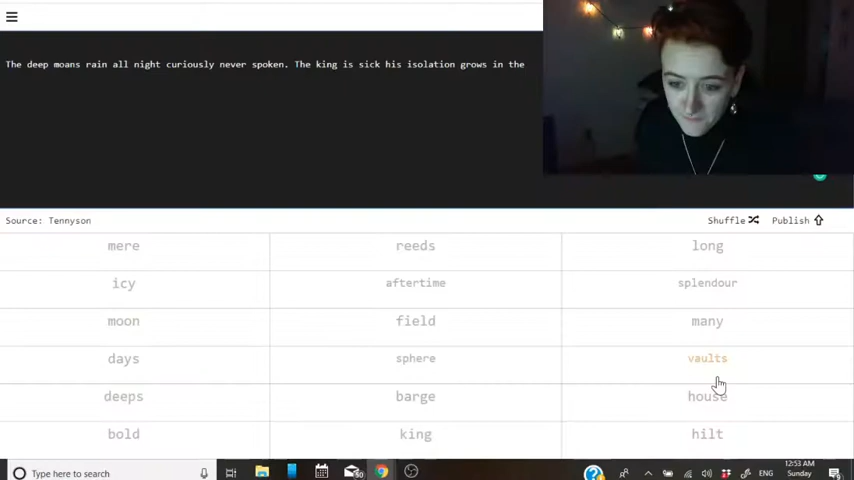 The deep moans rain all night curiously never spoken. The king is sick his isolation grows in the
Source: Tennyson
Shuffle
Publish
mere reeds long
icy aftertime splendour
moon field many
days sphere vaults
deeps barge house
bold king hilt
Type here to search
ENG
12:53 AM
Sunday